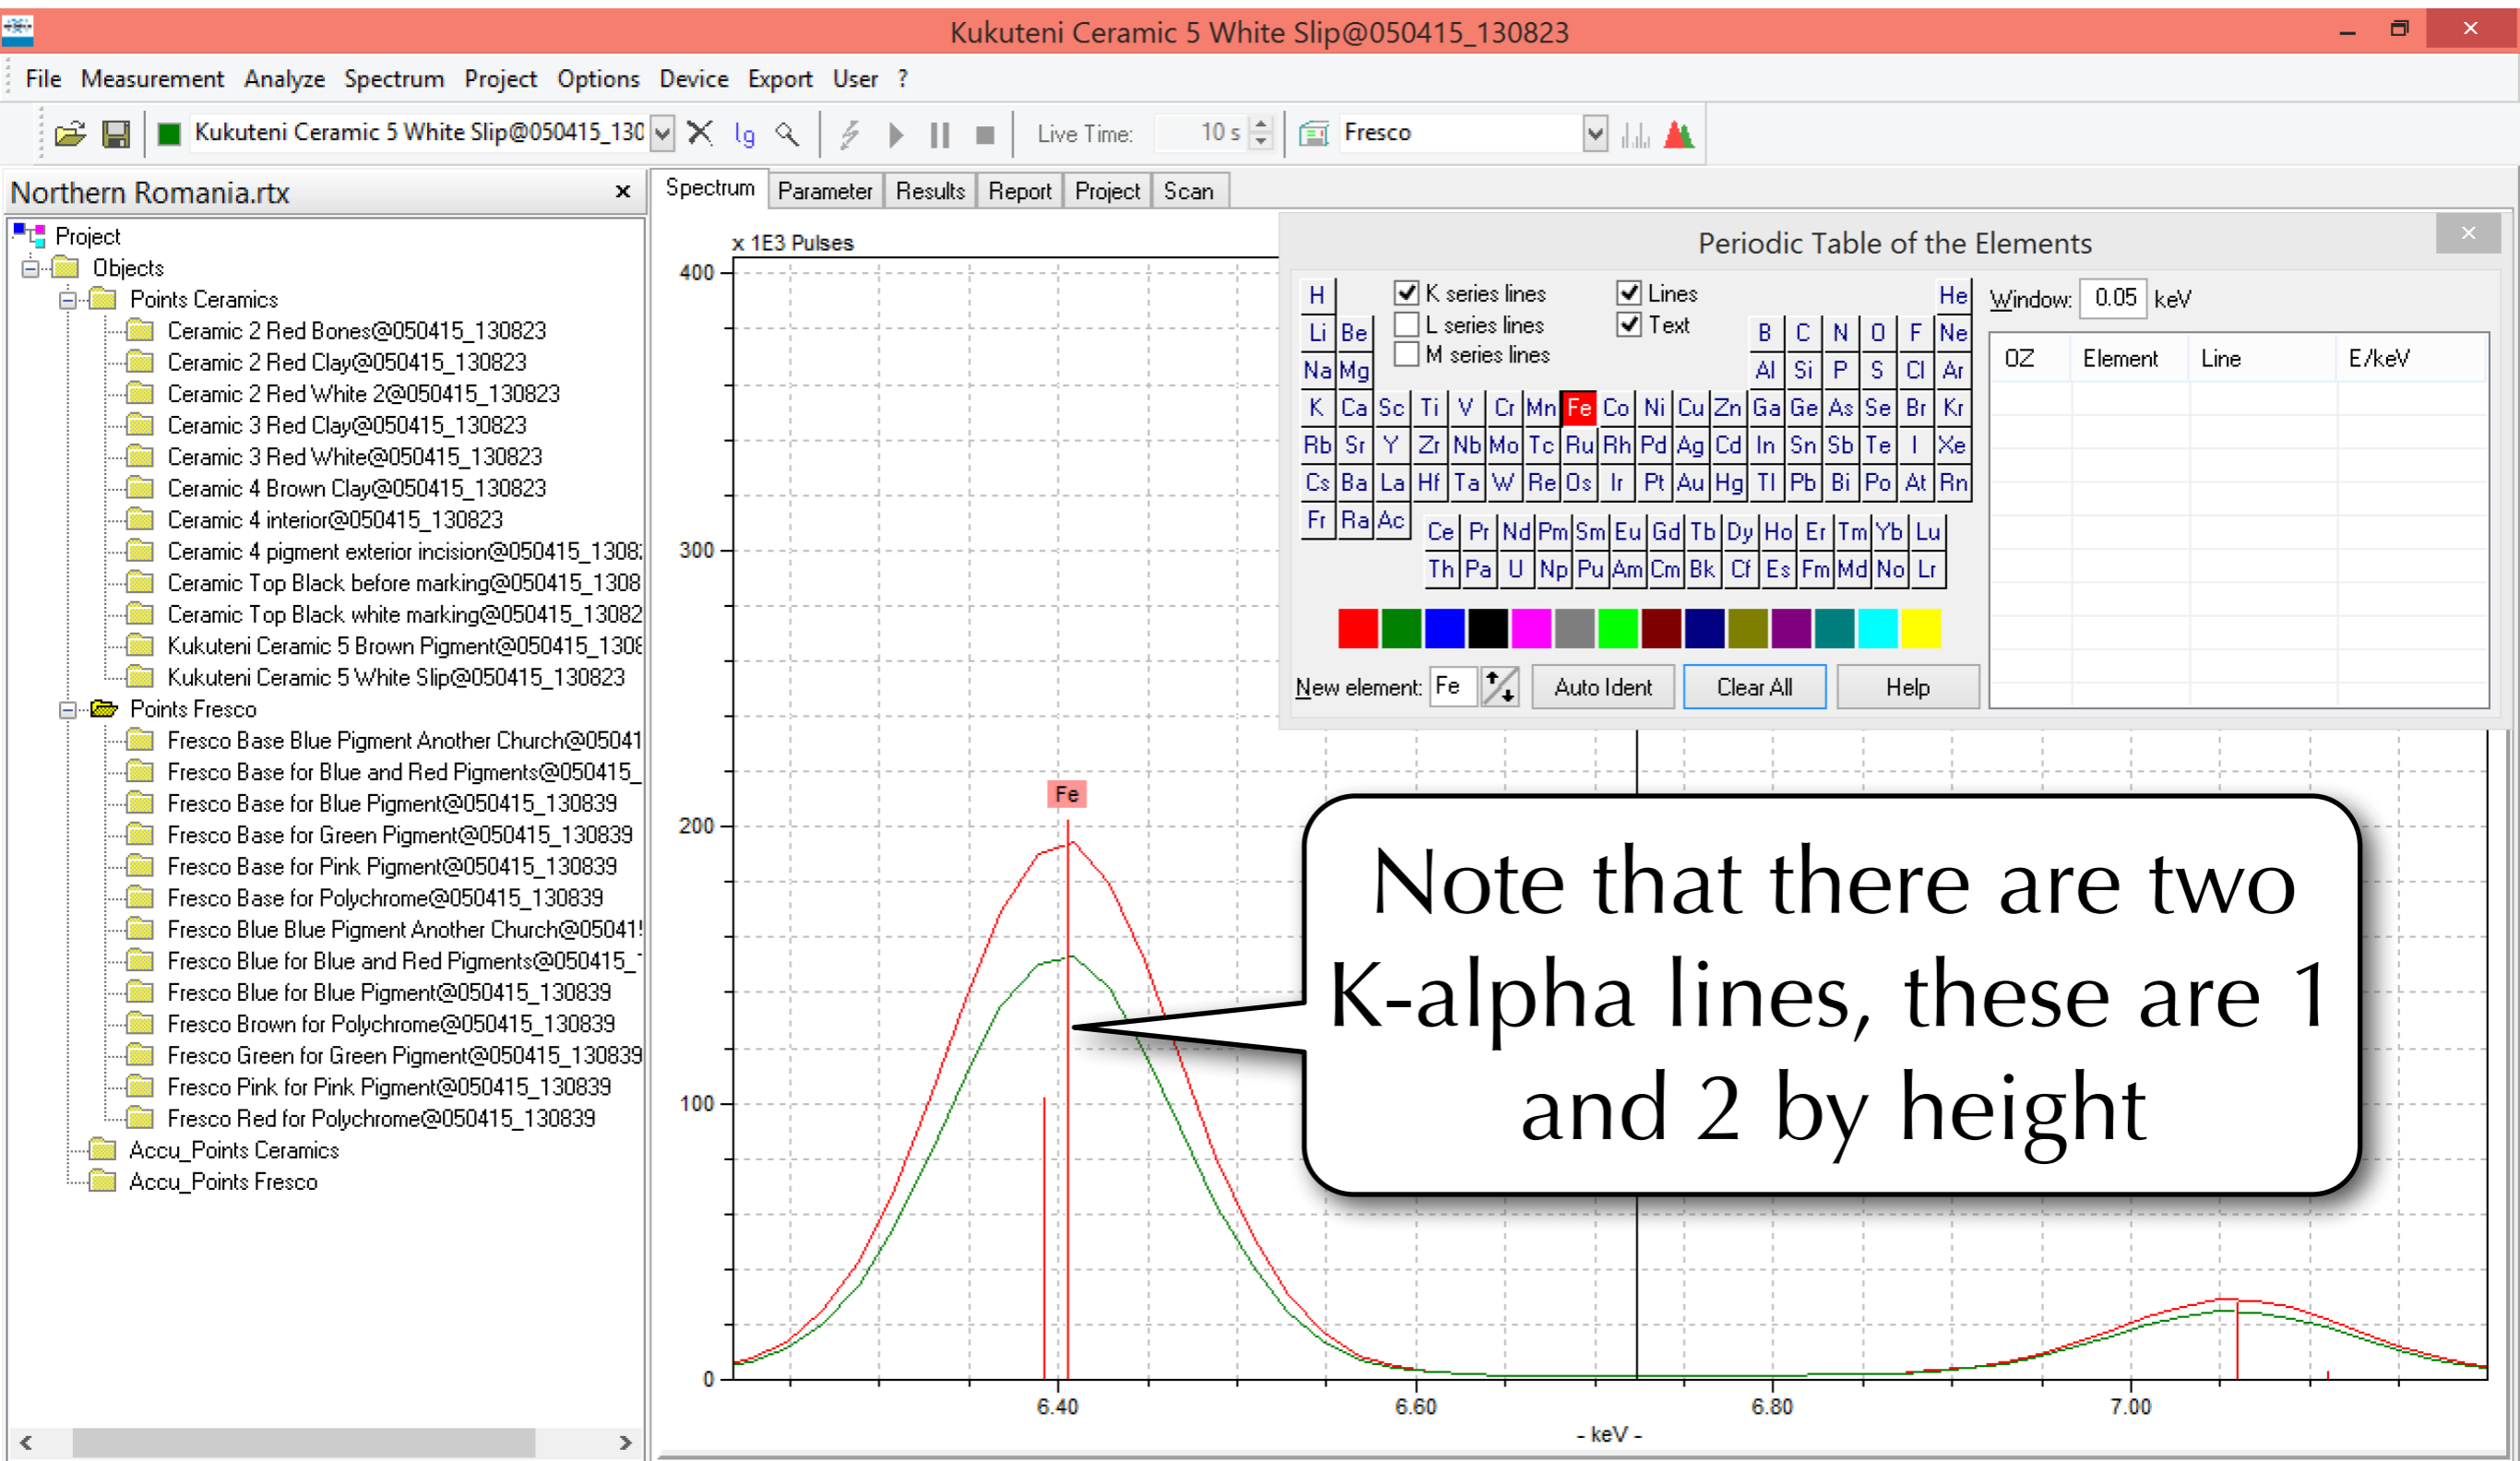 Kukuteni Ceramic 5 White Slip@050415_130823
File Measurement Analyze Spectrum Project Options Device Export User ?
Kukuteni Ceramic 5 White Slip@050415_130 lg Live Time: 10 s Fresco
Northern Romania.rtx
Project
Objects
Points Ceramics
Ceramic 2 Red Bones@050415_130823
Ceramic 2 Red Clay@050415_130823
Ceramic 2 Red White 2@050415_130823
Ceramic 3 Red Clay@050415_130823
Ceramic 3 Red White@050415_130823
Ceramic 4 Brown Clay@050415_130823
Ceramic 4 interior@050415_130823
Ceramic 4 pigment exterior incision@050415_1308
Ceramic Top Black before marking@050415_1308
Ceramic Top Black white marking@050415_13082
Kukuteni Ceramic 5 Brown Pigment@050415_1308
Kukuteni Ceramic 5 White Slip@050415_130823
Points Fresco
Fresco Base Blue Pigment Another Church@05041
Fresco Base for Blue and Red Pigments@050415_
Fresco Base for Blue Pigment@050415_130839
Fresco Base for Green Pigment@050415_130839
Fresco Base for Pink Pigment@050415_130839
Fresco Base for Polychrome@050415_130839
Fresco Blue Blue Pigment Another Church@05041
Fresco Blue for Blue and Red Pigments@050415_
Fresco Blue for Blue Pigment@050415_130839
Fresco Brown for Polychrome@050415_130839
Fresco Green for Green Pigment@050415_130839
Fresco Pink for Pink Pigment@050415_130839
Fresco Red for Polychrome@050415_130839
Accu_Points Ceramics
Accu_Points Fresco
Spectrum Parameter Results Report Project Scan
x 1E3 Pulses
400
300
200
100
0
6.40 6.60 6.80 7.00
- keV -
Fe
Periodic Table of the Elements
K series lines
L series lines
M series lines
Lines
Text
H He
Li Be B C N O F Ne
Na Mg Al Si P S Cl Ar
K Ca Sc Ti V Cr Mn Fe Co Ni Cu Zn Ga Ge As Se Br Kr
Rb Sr Y Zr Nb Mo Tc Ru Rh Pd Ag Cd In Sn Sb Te I Xe
Cs Ba La Hf Ta W Re Os Ir Pt Au Hg Tl Pb Bi Po At Rn
Fr Ra Ac
Ce Pr Nd Pm Sm Eu Gd Tb Dy Ho Er Tm Yb Lu
Th Pa U Np Pu Am Cm Bk Cf Es Fm Md No Lr
New element: Fe Auto Ident Clear All Help
Window: 0.05 keV
OZ Element Line E/keV
Note that there are two
K-alpha lines, these are 1
and 2 by height